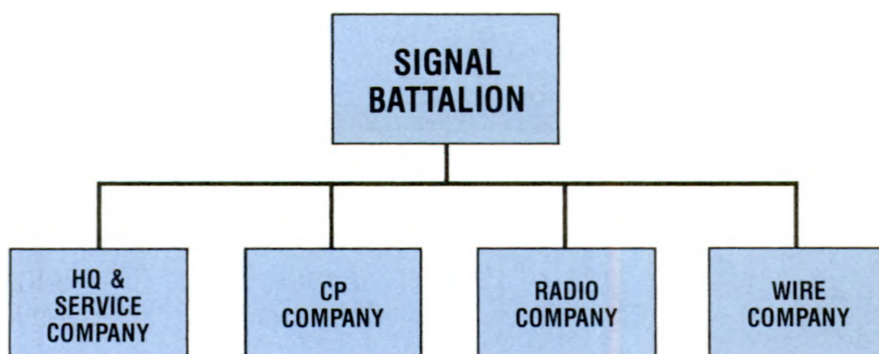 SIGNAL
BATTALION
HQ &
SERVICE
COMPANY
CP
COMPANY
RADIO
COMPANY
WIRE
COMPANY